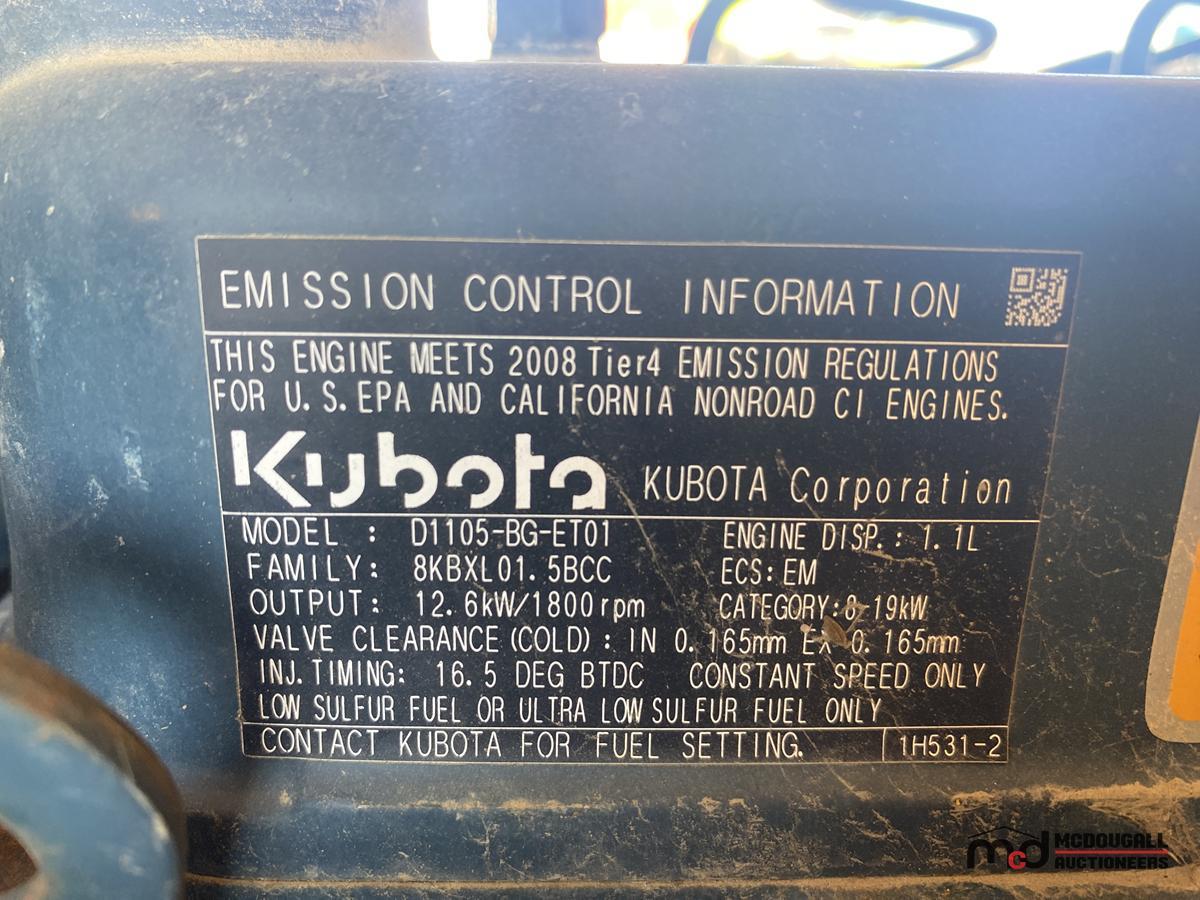 EMISSION CONTROL INFORMATION
THIS ENGINE MEETS 2008 Tier4 EMISSION REGULATIONS
FOR U.S.EPA AND CALIFORNIA NONROAD CI ENGINES.
Kubota KUBOTA Corporation
MODEL : D1105-BG-ET01 ENGINE DISP.: 1.1L
FAMILY: 8KBXL01.5BCC ECS: EM
OUTPUT: 12.6kW/1800rpm CATEGORY:8-19kW
VALVE CLEARANCE(COLD): IN 0.165mm EX 0.165mm
INJ.TIMING: 16.5 DEG BTDC CONSTANT SPEED ONLY
LOW SULFUR FUEL OR ULTRA LOW SULFUR FUEL ONLY
CONTACT KUBOTA FOR FUEL SETTING. 1H531-2
mcd MCDOUGALL
AUCTIONEERS